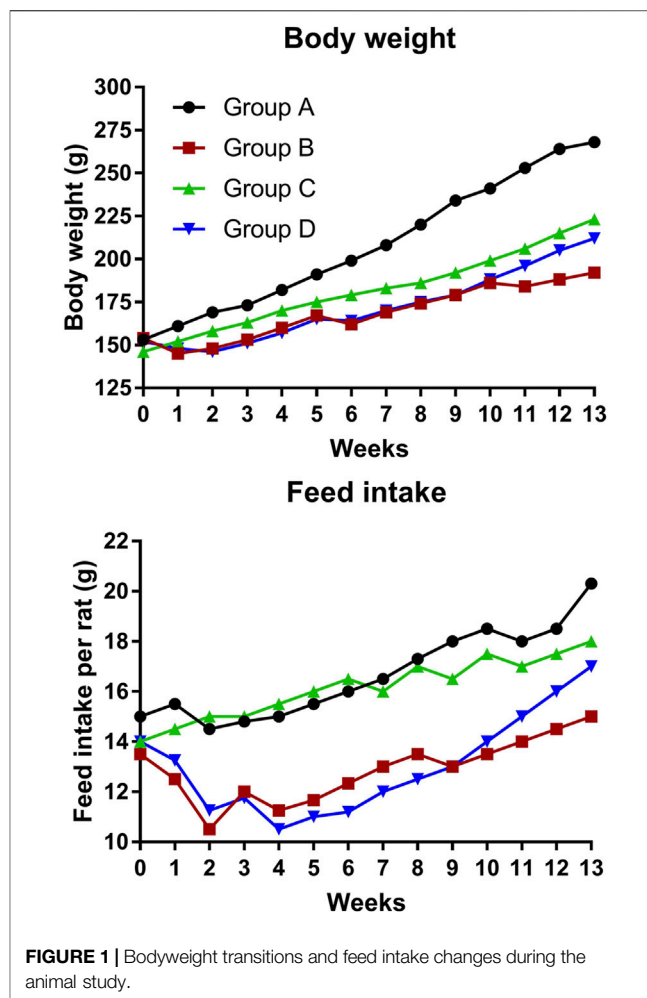 Body weight
300
275
250
225
200
175
150
125
Body weight (g)
Group A
Group B
Group C
Group D
0 1 2 3 4 5 6 7 8 9 10 11 12 13
Weeks
Feed intake
22
20
18
16
14
12
10
Feed intake per rat (g)
0 1 2 3 4 5 6 7 8 9 10 11 12 13
Weeks
FIGURE 1 | Bodyweight transitions and feed intake changes during the
animal study.